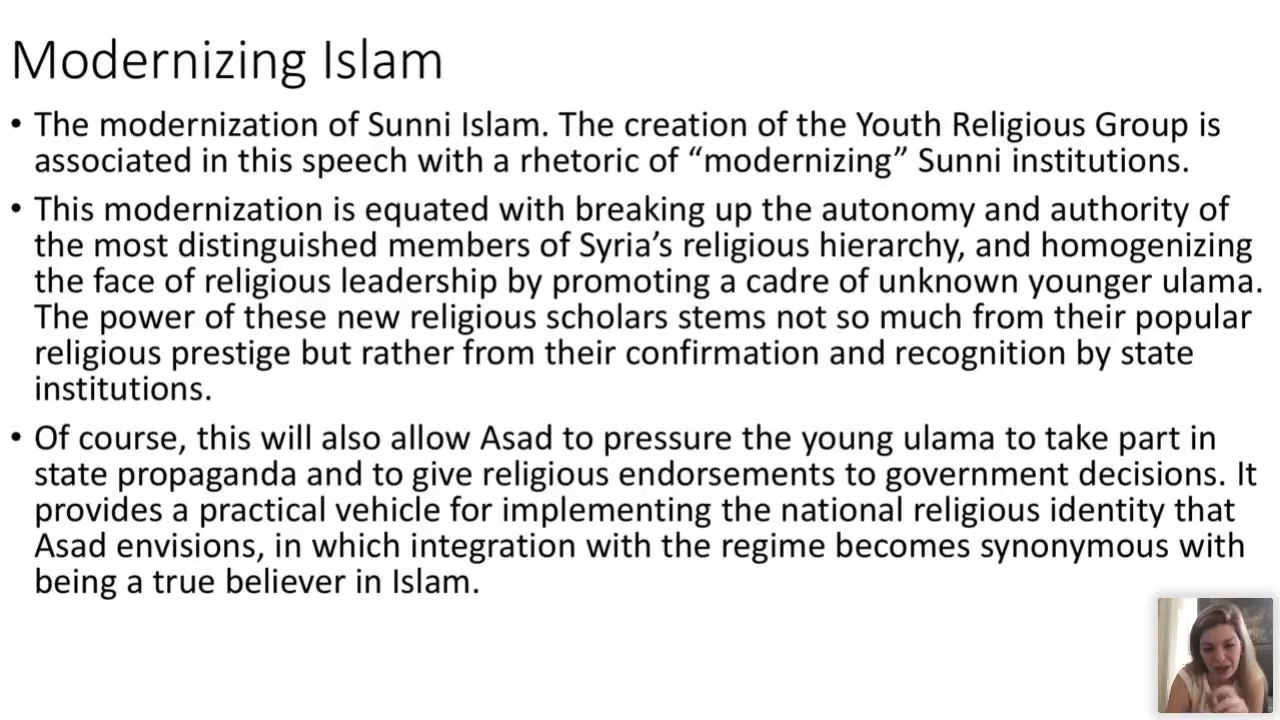 Modernizing Islam
• The modernization of Sunni Islam. The creation of the Youth Religious Group is
associated in this speech with a rhetoric of “modernizing” Sunni institutions.
• This modernization is equated with breaking up the autonomy and authority of
the most distinguished members of Syria’s religious hierarchy, and homogenizing
the face of religious leadership by promoting a cadre of unknown younger ulama.
The power of these new religious scholars stems not so much from their popular
religious prestige but rather from their confirmation and recognition by state
institutions.
• Of course, this will also allow Asad to pressure the young ulama to take part in
state propaganda and to give religious endorsements to government decisions. It
provides a practical vehicle for implementing the national religious identity that
Asad envisions, in which integration with the regime becomes synonymous with
being a true believer in Islam.